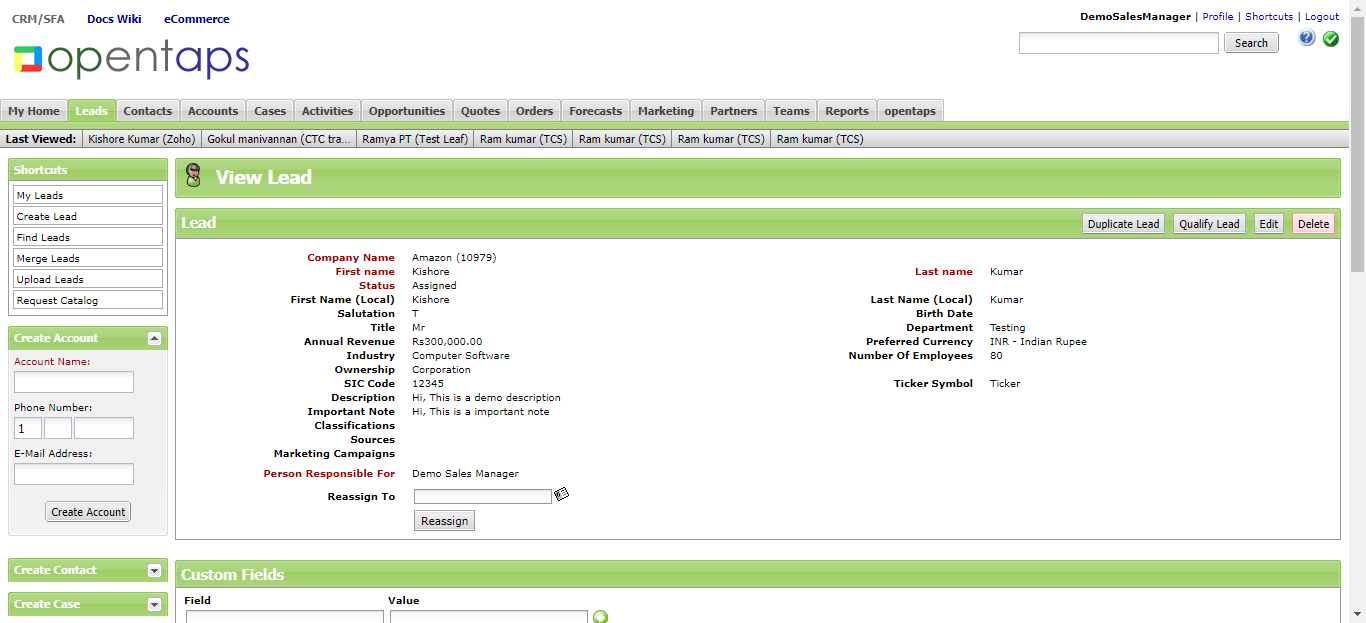 CRM/SFA Docs Wiki eCommerce
DemoSalesManager | Profile | Shortcuts | Logout
opentaps
Search
My Home Leads Contacts Accounts Cases Activities Opportunities Quotes Orders Forecasts Marketing Partners Teams Reports opentaps
Last Viewed: Kishore Kumar (Zoho) Gokul manivannan (CTC tra... Ramya PT (Test Leaf) Ram kumar (TCS) Ram kumar (TCS) Ram kumar (TCS) Ram kumar (TCS)
Shortcuts
My Leads
Create Lead
Find Leads
Merge Leads
Upload Leads
Request Catalog
Create Account
Account Name:
Phone Number:
1
E-Mail Address:
Create Account
Create Contact
Create Case
View Lead
Lead
Duplicate Lead Qualify Lead Edit Delete
Company Name Amazon (10979)
First name Kishore Last name Kumar
Status Assigned
First Name (Local) Kishore Last Name (Local) Kumar
Salutation T Birth Date
Title Mr Department Testing
Annual Revenue Rs300,000.00 Preferred Currency INR - Indian Rupee
Industry Computer Software Number Of Employees 80
Ownership Corporation
SIC Code 12345 Ticker Symbol Ticker
Description Hi, This is a demo description
Important Note Hi, This is a important note
Classifications
Sources
Marketing Campaigns
Person Responsible For Demo Sales Manager
Reassign To
Reassign
Custom Fields
Field Value